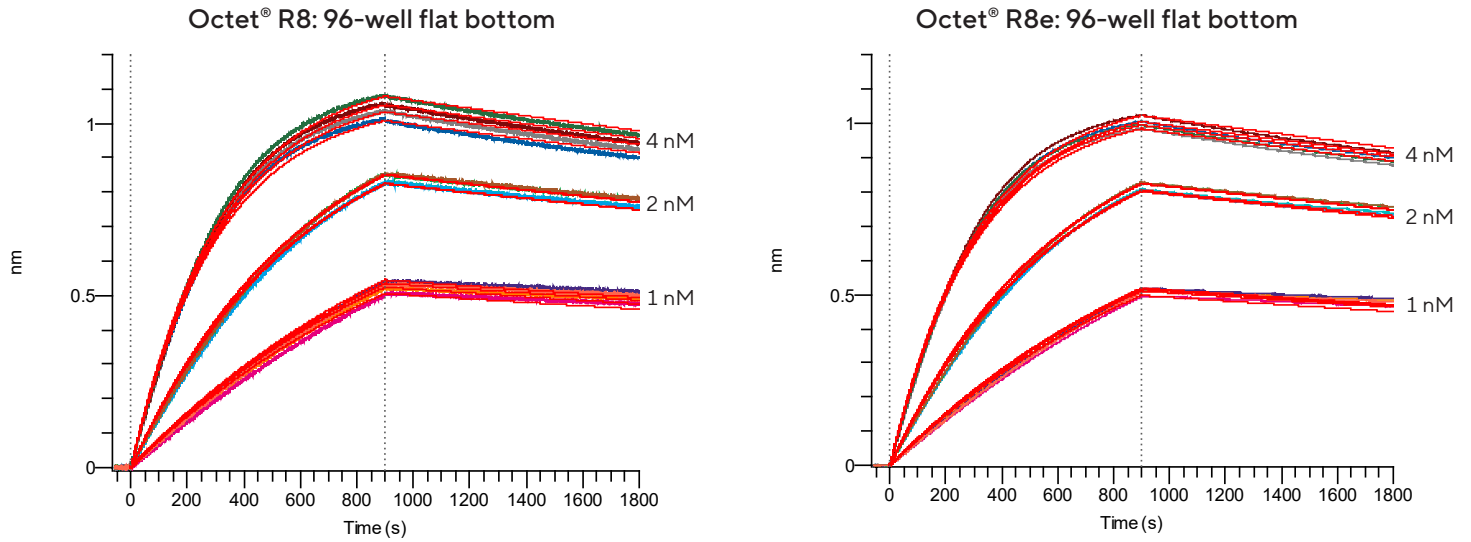 Octet® R8: 96-well flat bottom
1
0.5
0
nm
4 nM
2 nM
1 nM
0 200 400 600 800 1000 1200 1400 1600 1800
Time (s)
Octet® R8e: 96-well flat bottom
1
0.5
0
nm
4 nM
2 nM
1 nM
0 200 400 600 800 1000 1200 1400 1600 1800
Time (s)